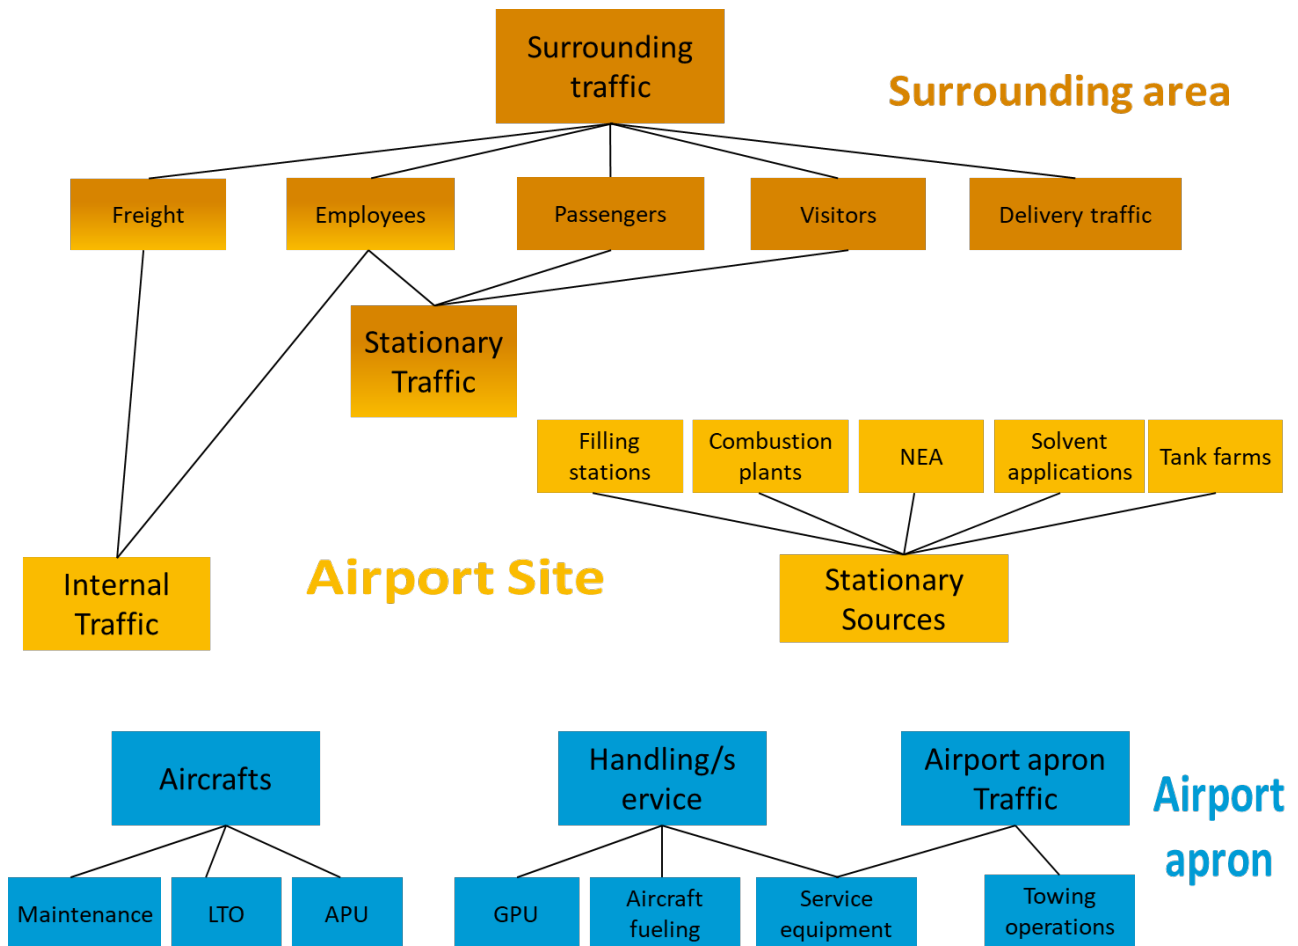 Surrounding
traffic
Surrounding area
Freight
Employees
Passengers
Visitors
Delivery traffic
Stationary
Traffic
Filling
stations
Combustion
plants
NEA
Solvent
applications
Tank farms
Internal
Traffic
Airport Site
Stationary
Sources
Aircrafts
Handling/s
ervice
Airport apron
Traffic
Airport
apron
Maintenance
LTO
APU
GPU
Aircraft
fueling
Service
equipment
Towing
operations